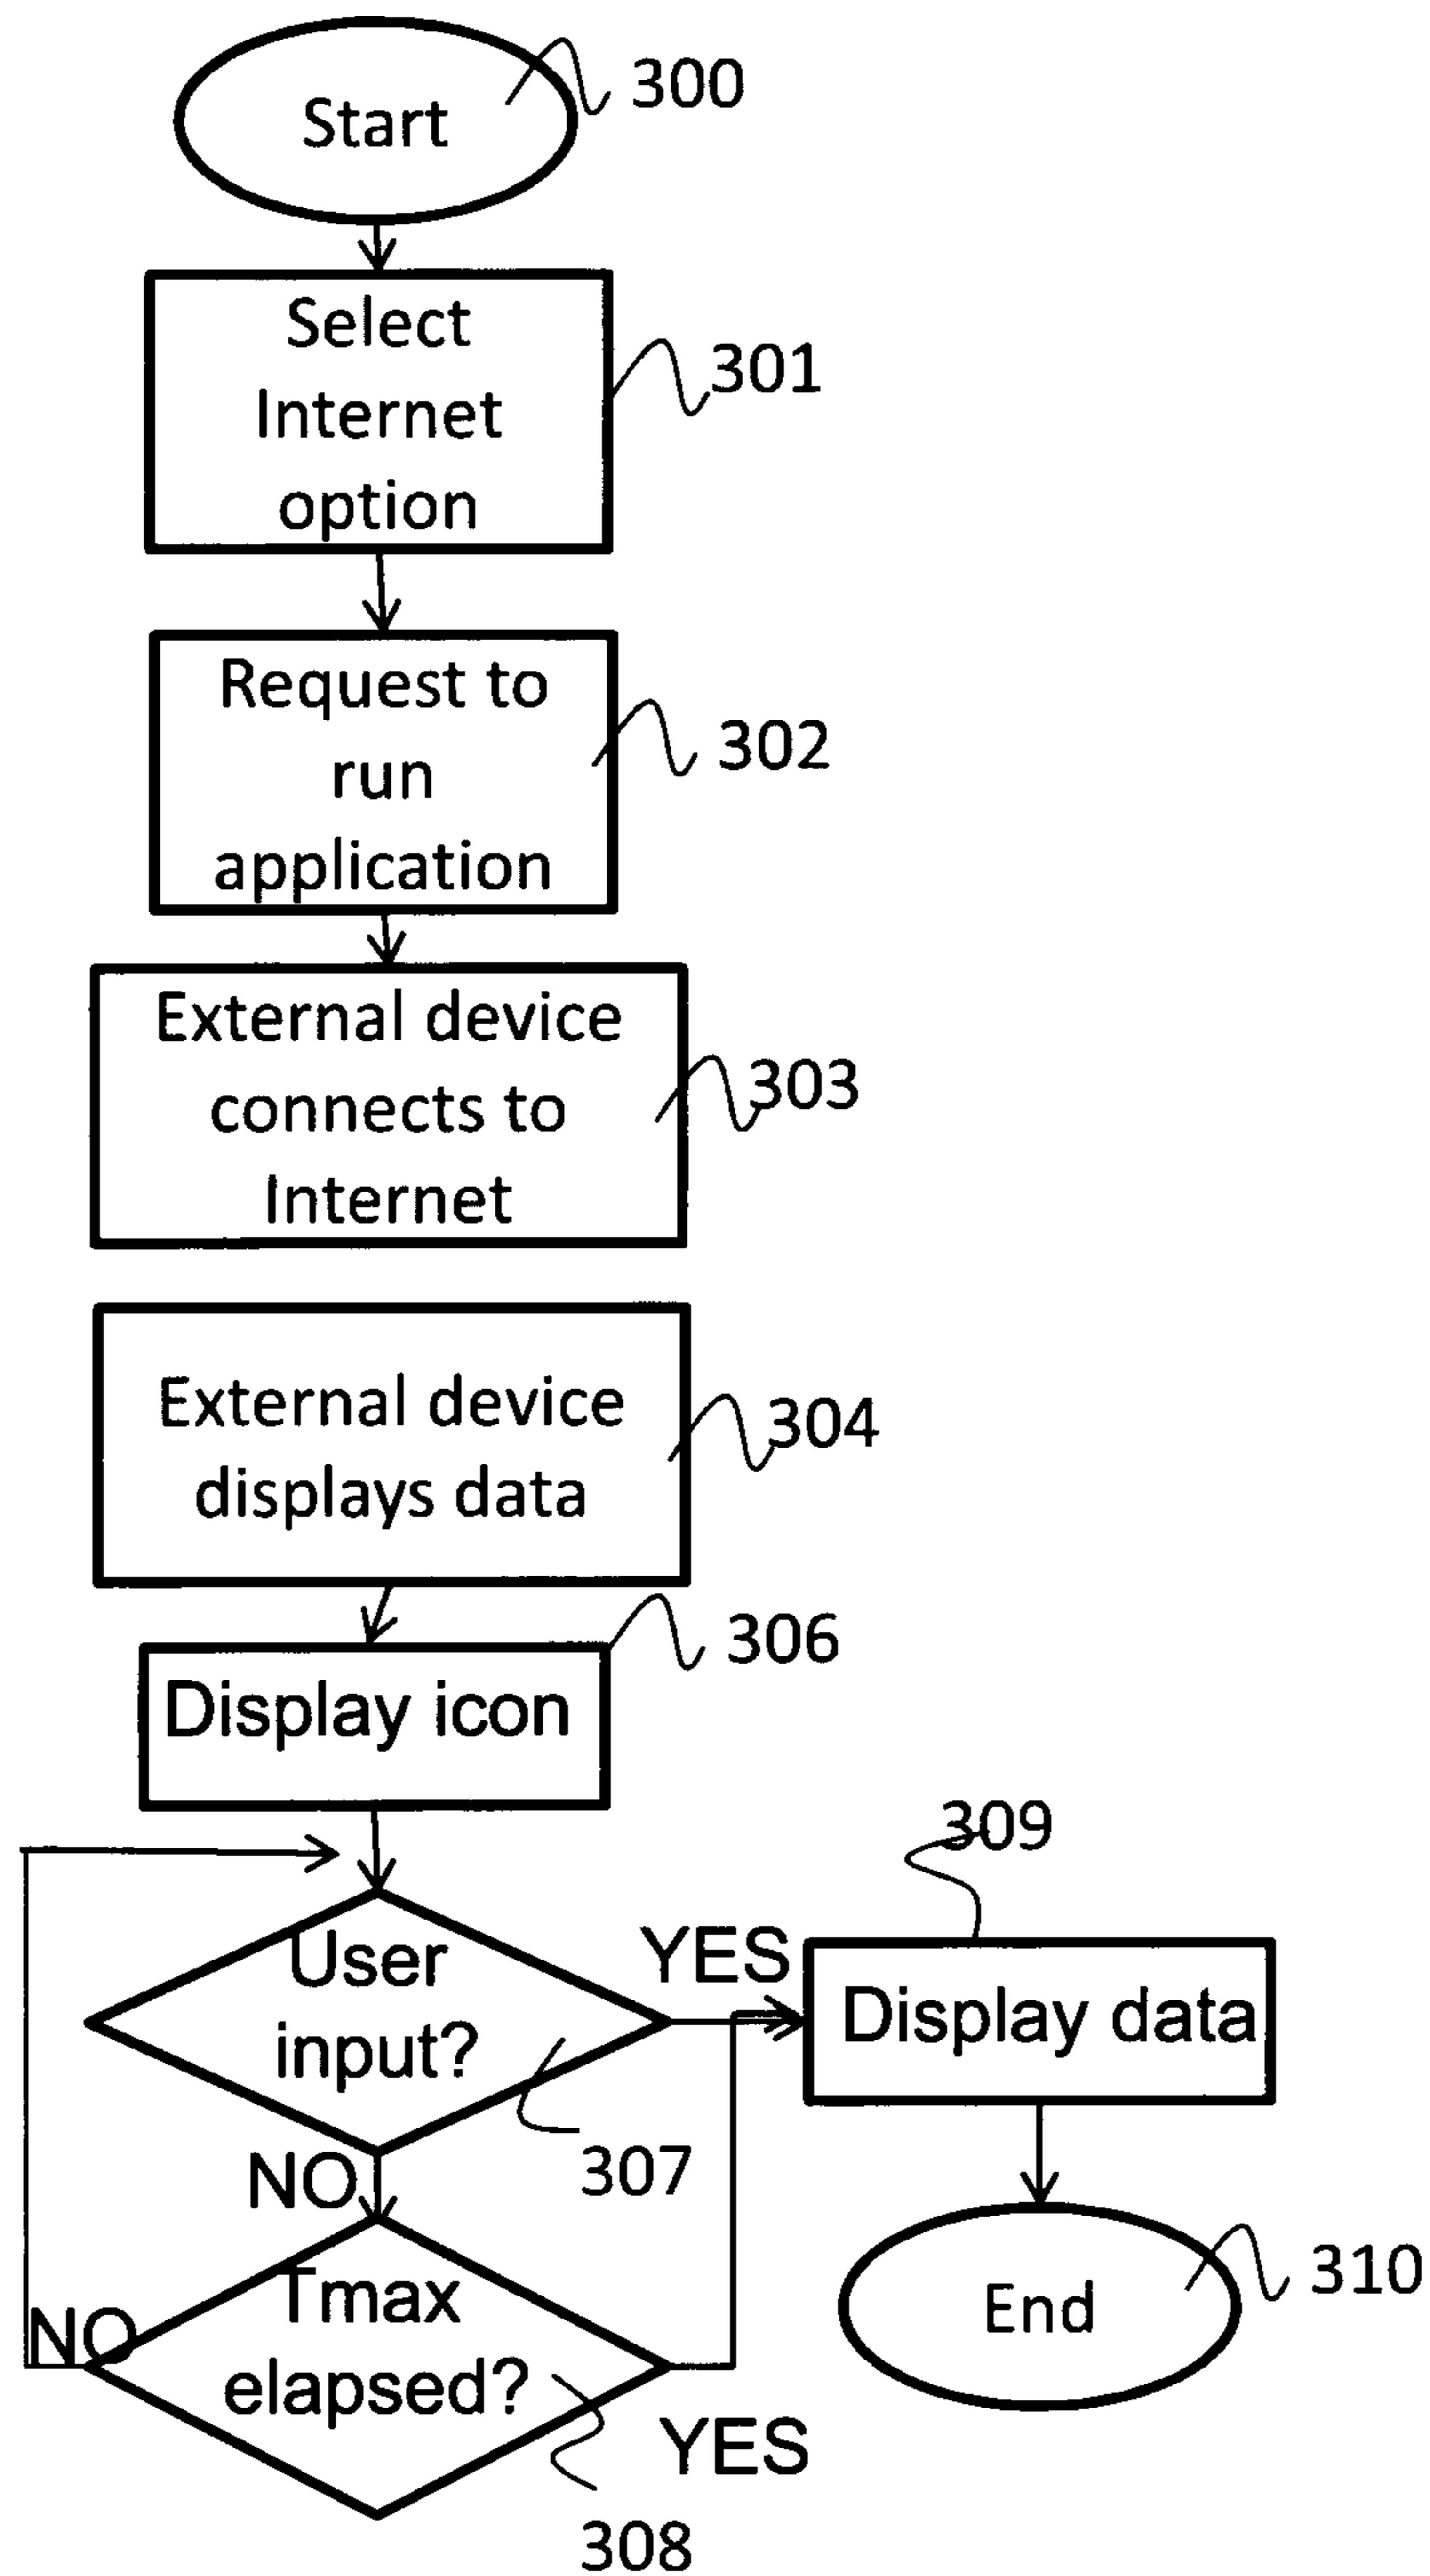 Start
300
Select
Internet
option
301
Request to
run
application
302
External device
connects to
Internet
303
External device
displays data
304
306
Display icon
309
User
input?
YES
Display data
307
NO
Tmax
elapsed?
NO
YES
308
End
310